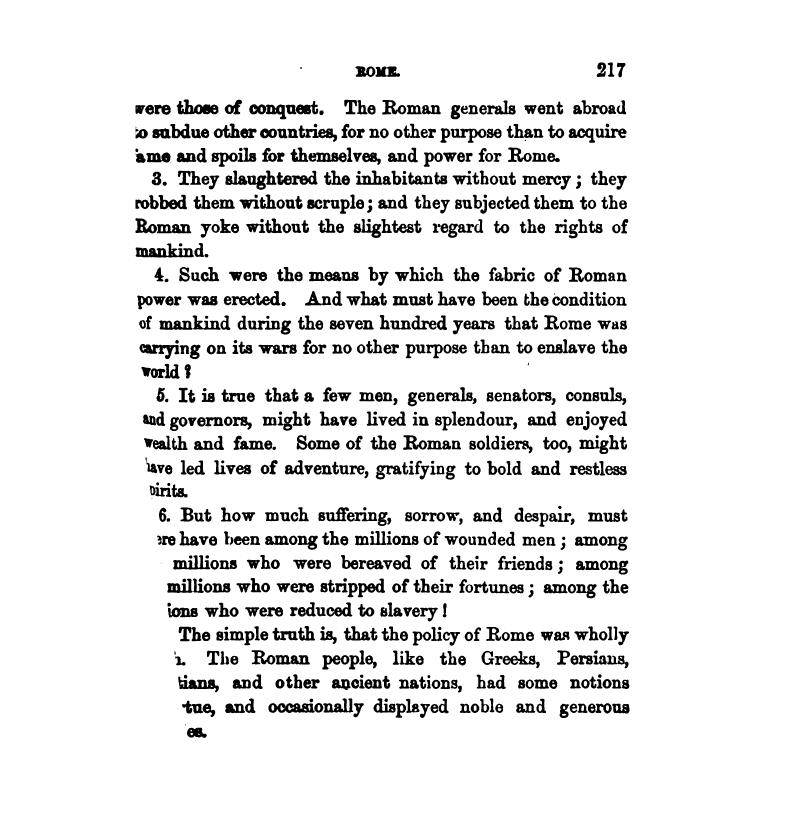 ROME. 217
were those of conquest. The Roman generals went abroad
to subdue other countries, for no other purpose than to acquire
ame and spoils for themselves, and power for Rome.
3. They slaughtered the inhabitants without mercy ; they
robbed them without scruple ; and they subjected them to the
Roman yoke without the slightest regard to the rights of
mankind.
4. Such were the means by which the fabric of Roman
power was erected. And what must have been the condition
of mankind during the seven hundred years that Rome was
carrying on its wars for no other purpose than to enslave the
world ?
5. It is true that a few men, generals, senators, consuls,
and governors, might have lived in splendour, and enjoyed
wealth and fame. Some of the Roman soldiers, too, might
have led lives of adventure, gratifying to bold and restless
pirits.
6. But how much suffering, sorrow, and despair, must
ere have been among the millions of wounded men ; among
millions who were bereaved of their friends ; among
millions who were stripped of their fortunes ; among the
ions who were reduced to slavery !
The simple truth is, that the policy of Rome was wholly
The Roman people, like the Greeks, Persians,
tians, and other ancient nations, had some notions
tue, and occasionally displayed noble and generous
es.